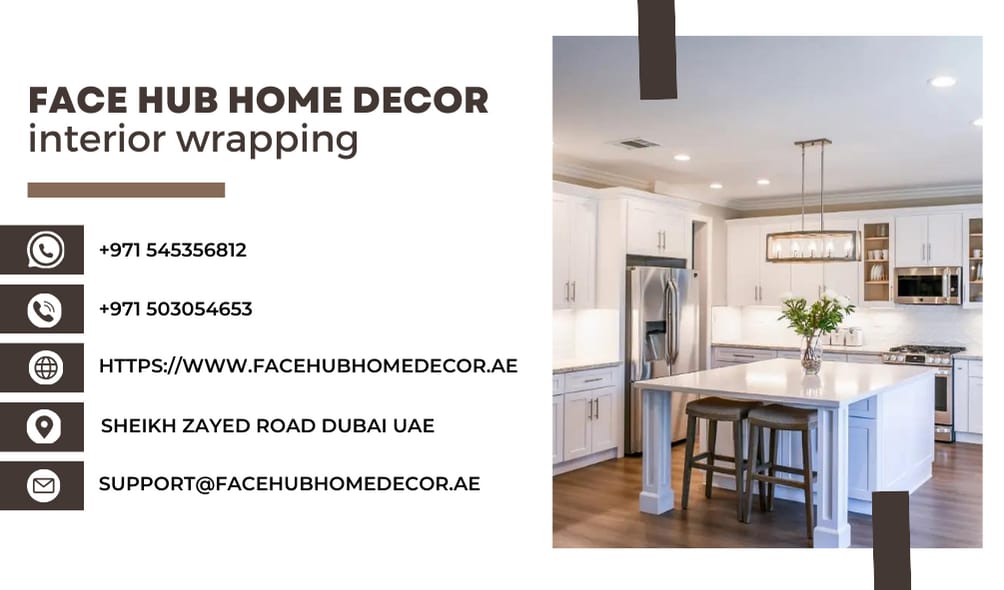 FACE HUB HOME DECOR
interior wrapping
+971 545356812
+971 503054653
HTTPS://WWW.FACEHUBHOMEDECOR.AE
SHEIKH ZAYED ROAD DUBAI UAE
SUPPORT@FACEHUBHOMEDECOR.AE